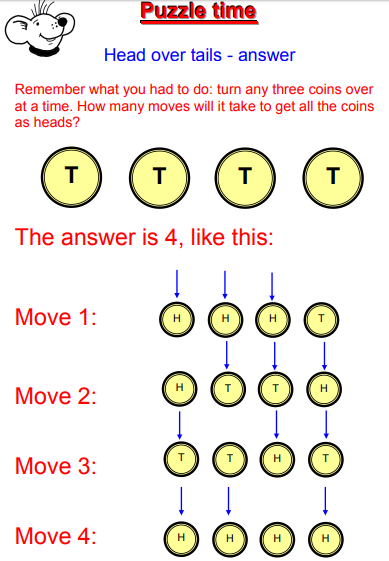 Puzzle time
Head over tails - answer
Remember what you had to do: turn any three coins over
at a time. How many moves will it take to get all the coins
as heads?
T T T T
The answer is 4, like this:
Move 1: H H H T
Move 2: H T T H
Move 3: T T H T
Move 4: H H H H